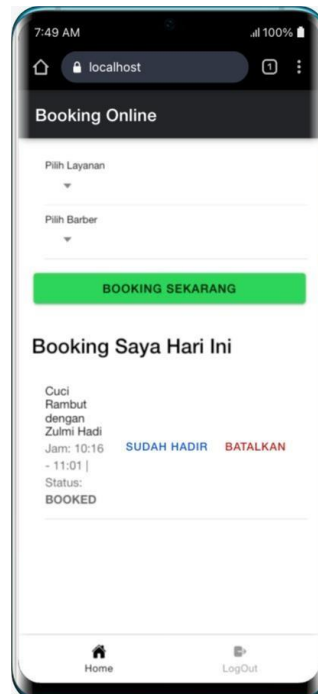 7:49 AM
100%
localhost
1
Booking Online
Pilih Layanan
Pilih Barber
BOOKING SEKARANG
Booking Saya Hari Ini
Cuci
Rambut
dengan
Zulmi Hadi
Jam: 10:16
- 11:01 |
Status:
BOOKED
SUDAH HADIR
BATALKAN
Home
LogOut